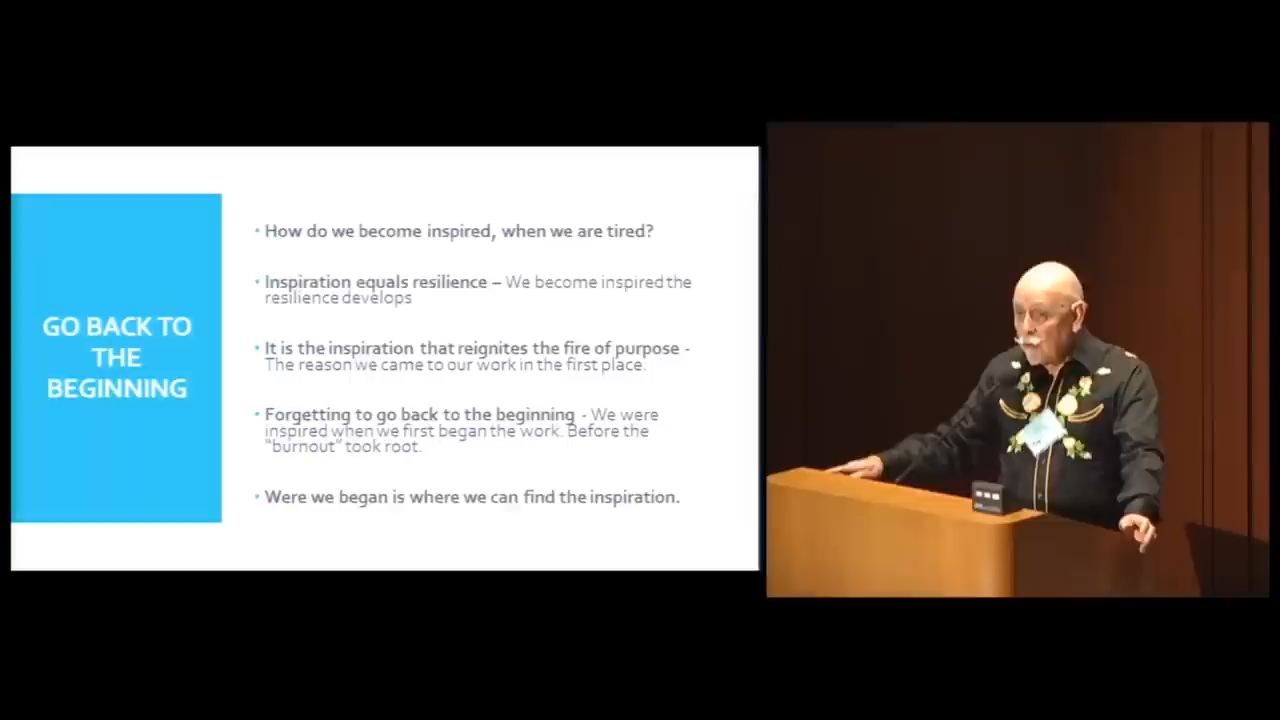 GO BACK TO
THE
BEGINNING
• How do we become inspired, when we are tired?
• Inspiration equals resilience – We become inspired the
resilience develops
• It is the inspiration that reignites the fire of purpose -
The reason we came to our work in the first place.
• Forgetting to go back to the beginning - We were
inspired when we first began the work. Before the
“burnout” took root.
• Were we began is where we can find the inspiration.